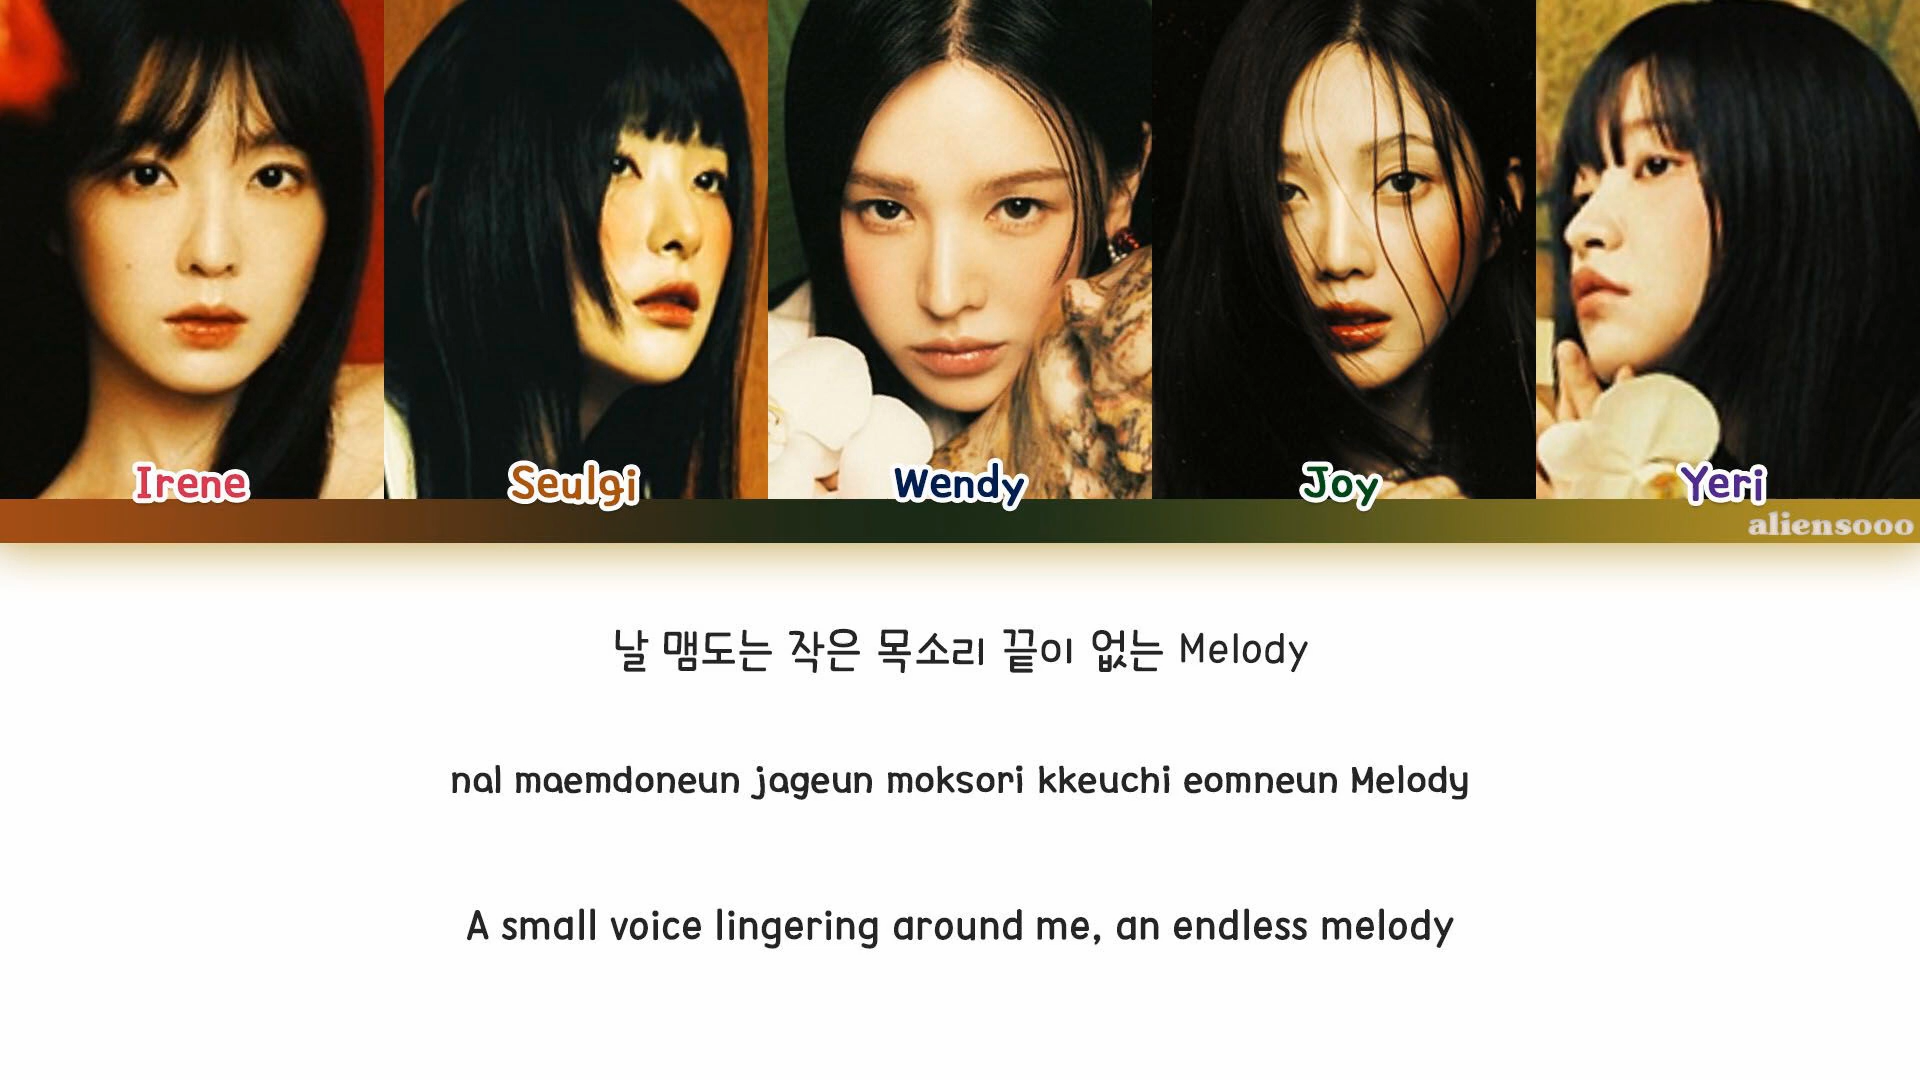 Irene Seulgi Wendy Joy Yeri
aliensooo
날 맴도는 작은 목소리 끝이 없는 Melody
nal maemdoneun jageun moksori kkeuchi eomneun Melody
A small voice lingering around me, an endless melody